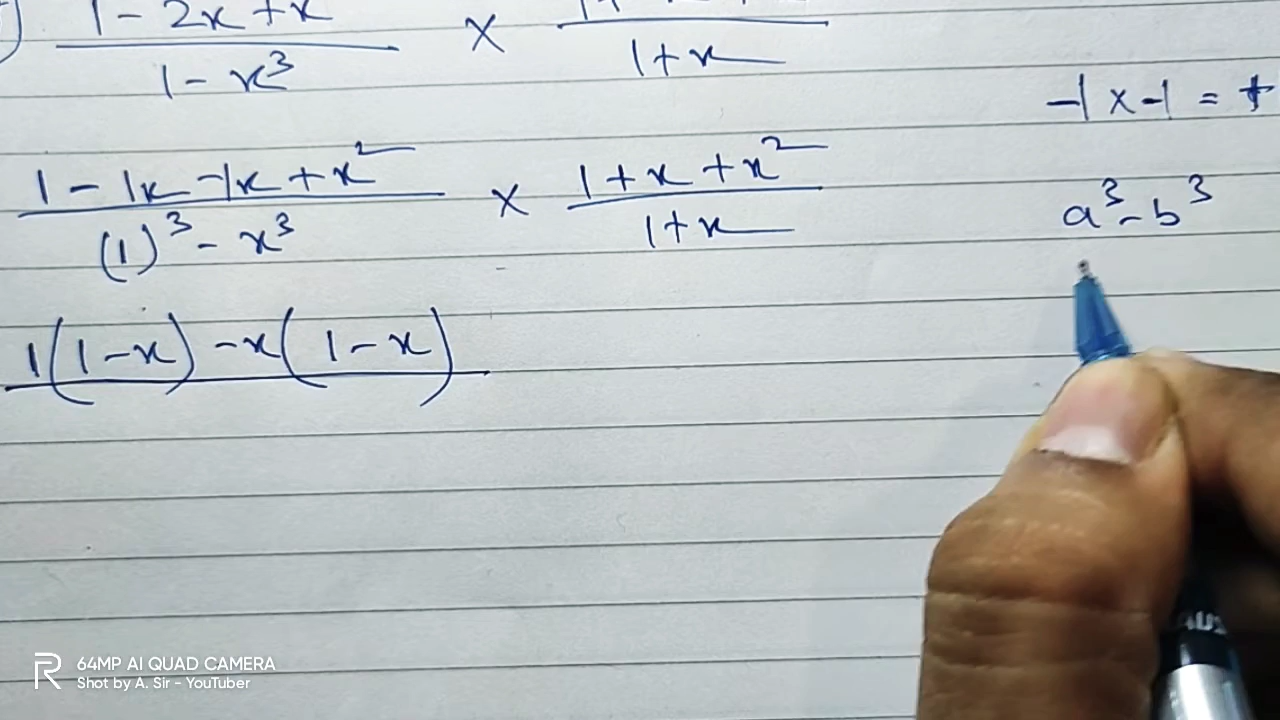 1 - 2x + x
1 - x³ × 1 + x
-1 × -1 = +
1 - 1x - 1x + x² × 1 + x + x²
(1)³ - x³ 1 + x
a³ - b³
1(1-x) - x(1-x)
64MP AI QUAD CAMERA
Shot by A. Sir - YouTuber